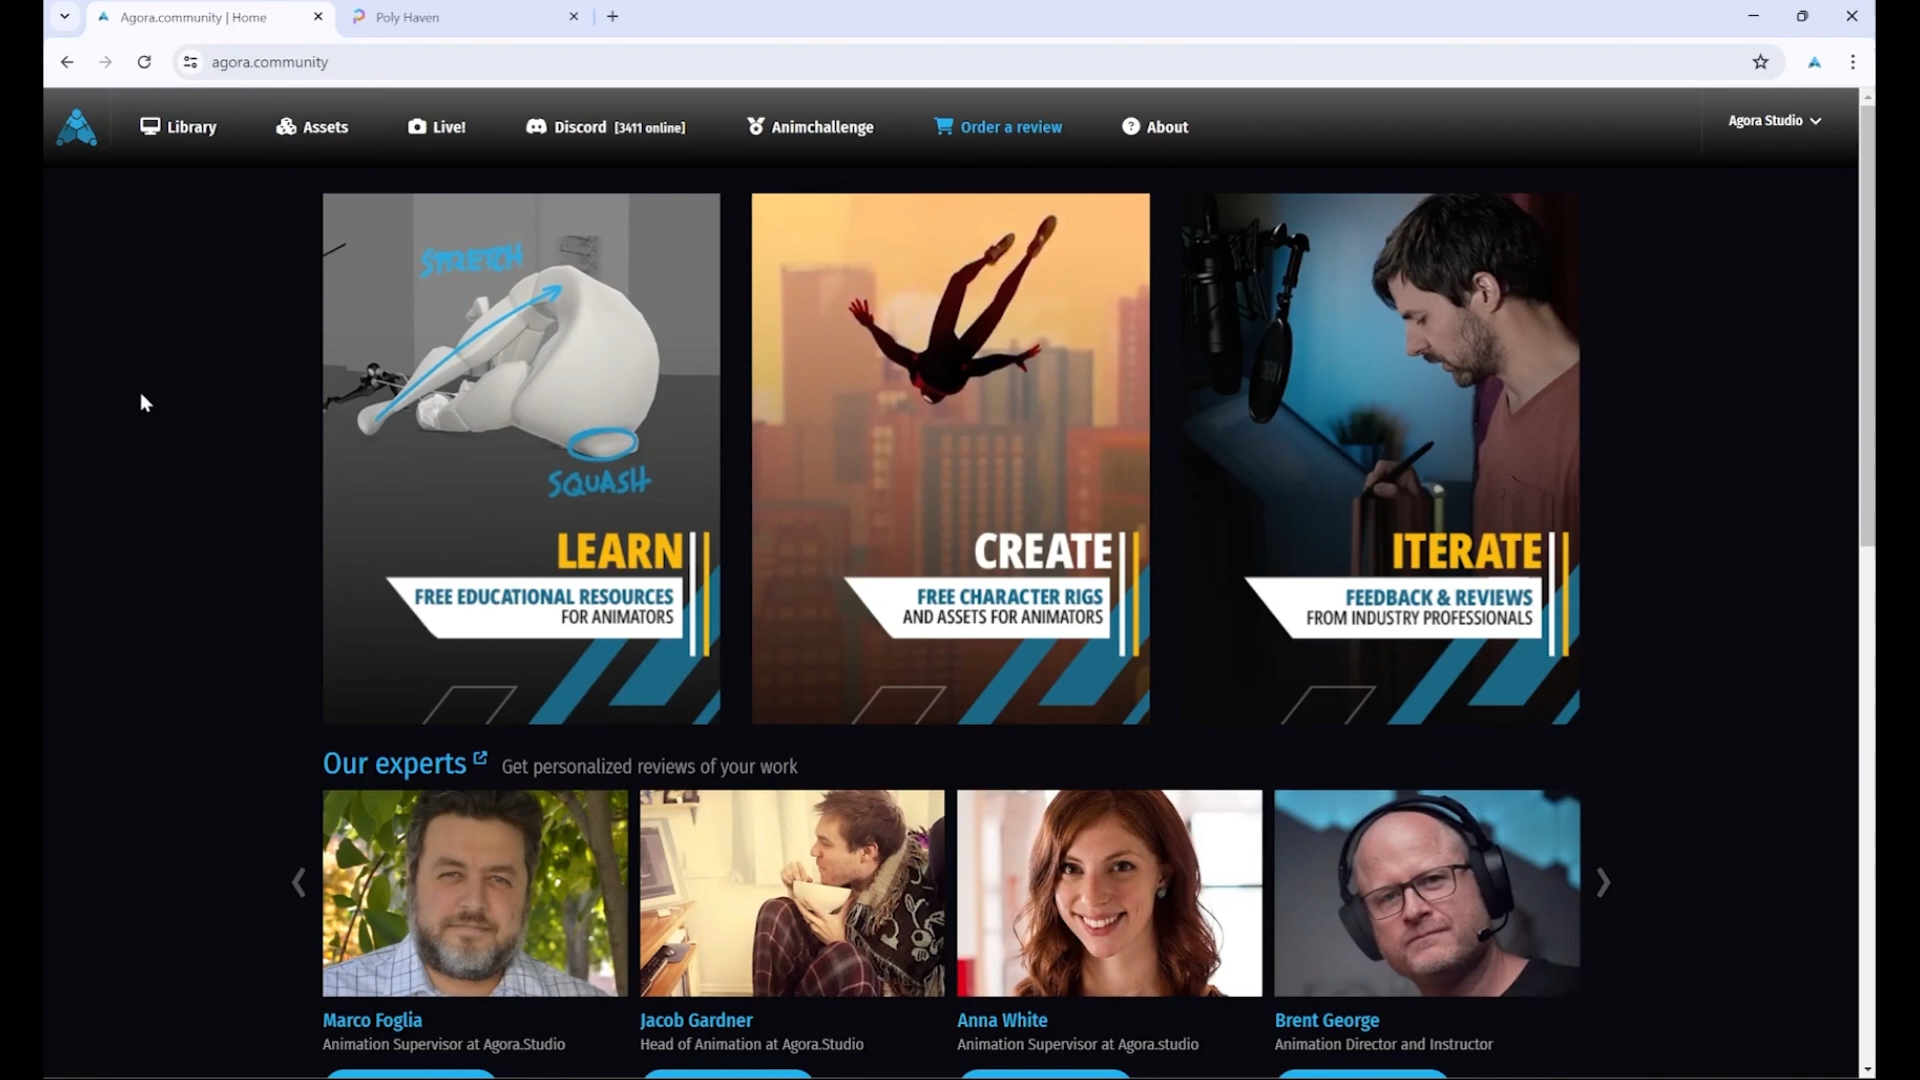 Agora.community | Home
Poly Haven
agora.community
Library
Assets
Live!
Discord [3411 online]
Animchallenge
Order a review
About
Agora Studio
STRETCH
SQUASH
LEARN
FREE EDUCATIONAL RESOURCES
FOR ANIMATORS
CREATE
FREE CHARACTER RIGS
AND ASSETS FOR ANIMATORS
ITERATE
FEEDBACK & REVIEWS
FROM INDUSTRY PROFESSIONALS
Our experts Get personalized reviews of your work
Marco Foglia
Animation Supervisor at Agora.Studio
Jacob Gardner
Head of Animation at Agora.Studio
Anna White
Animation Supervisor at Agora.studio
Brent George
Animation Director and Instructor